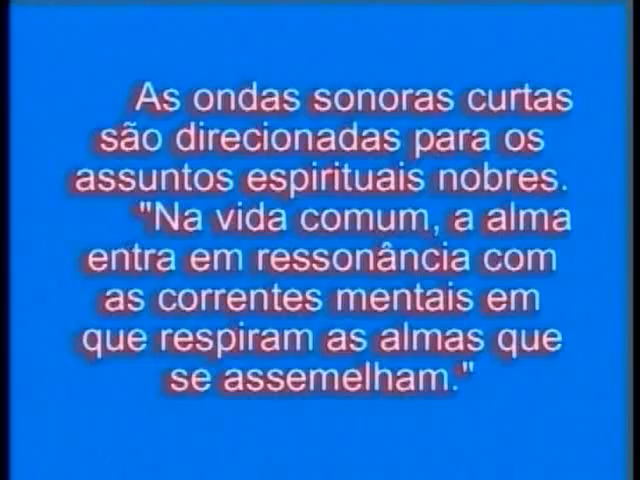 As ondas sonoras curtas
são direcionadas para os
assuntos espirituais nobres.
"Na vida comum, a alma
entra em ressonância com
as correntes mentais em
que respiram as almas que
se assemelham."